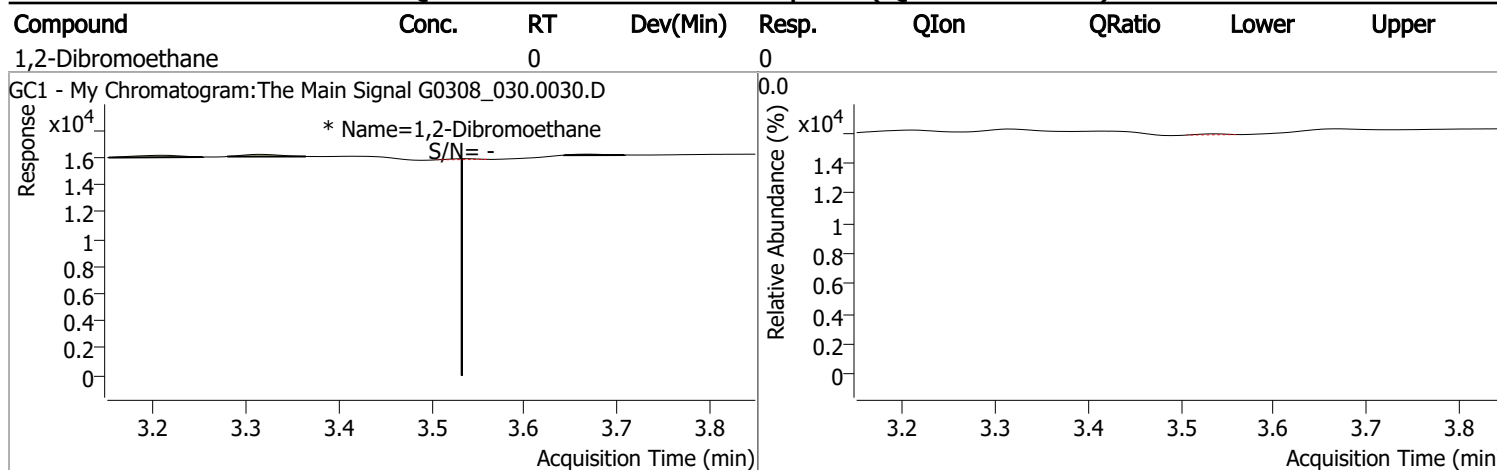 Compound Conc. RT Dev(Min) Resp. QIon QRatio Lower Upper
1,2-Dibromoethane 0 0
GC1 - My Chromatogram:The Main Signal G0308_030.0030.D
0.0
Response
x10^4
* Name=1,2-Dibromoethane
S/N= -
1.6
1.4
1.2
1
0.8
0.6
0.4
0.2
0
3.2 3.3 3.4 3.5 3.6 3.7 3.8
Acquisition Time (min)
Relative Abundance (%)
x10^4
1.4
1.2
1
0.8
0.6
0.4
0.2
0
3.2 3.3 3.4 3.5 3.6 3.7 3.8
Acquisition Time (min